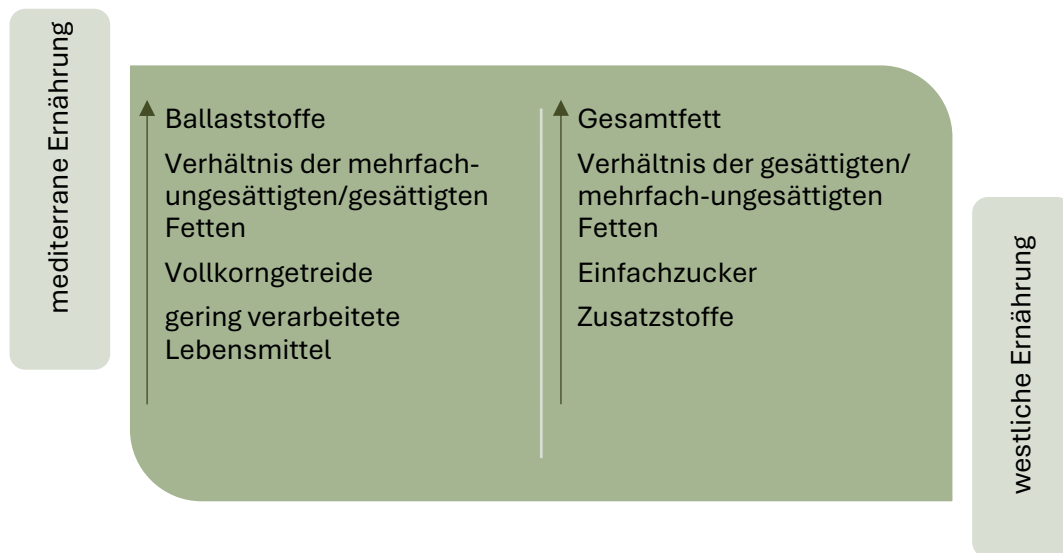 mediterrane Ernährung
Ballaststoffe
Verhältnis der mehrfach-
ungesättigten/gesättigten
Fetten
Vollkorngetreide
gering verarbeitete
Lebensmittel
Gesamtfett
Verhältnis der gesättigten/
mehrfach-ungesättigten
Fetten
Einfachzucker
Zusatzstoffe
westliche Ernährung